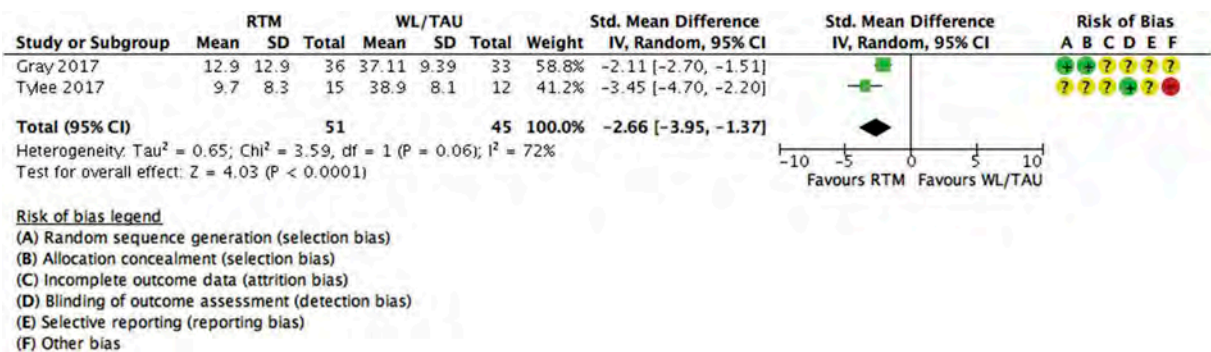 RTM WL/TAU Std. Mean Difference Std. Mean Difference Risk of Bias
Study or Subgroup Mean SD Total Mean SD Total Weight IV, Random, 95% CI IV, Random, 95% CI A B C D E F
Gray 2017 12.9 12.9 36 37.11 9.39 33 58.8% −2.11 [−2.70, −1.51] + + ? ? ? ?
Tylee 2017 9.7 8.3 15 38.9 8.1 12 41.2% −3.45 [−4.70, −2.20] ? ? ? + ? −
Total (95% CI) 51 45 100.0% −2.66 [−3.95, −1.37]
Heterogeneity: Tau² = 0.65; Chi² = 3.59, df = 1 (P = 0.06); I² = 72%
Test for overall effect: Z = 4.03 (P < 0.0001)
−10 −5 0 5 10
Favours RTM Favours WL/TAU
Risk of bias legend
(A) Random sequence generation (selection bias)
(B) Allocation concealment (selection bias)
(C) Incomplete outcome data (attrition bias)
(D) Blinding of outcome assessment (detection bias)
(E) Selective reporting (reporting bias)
(F) Other bias